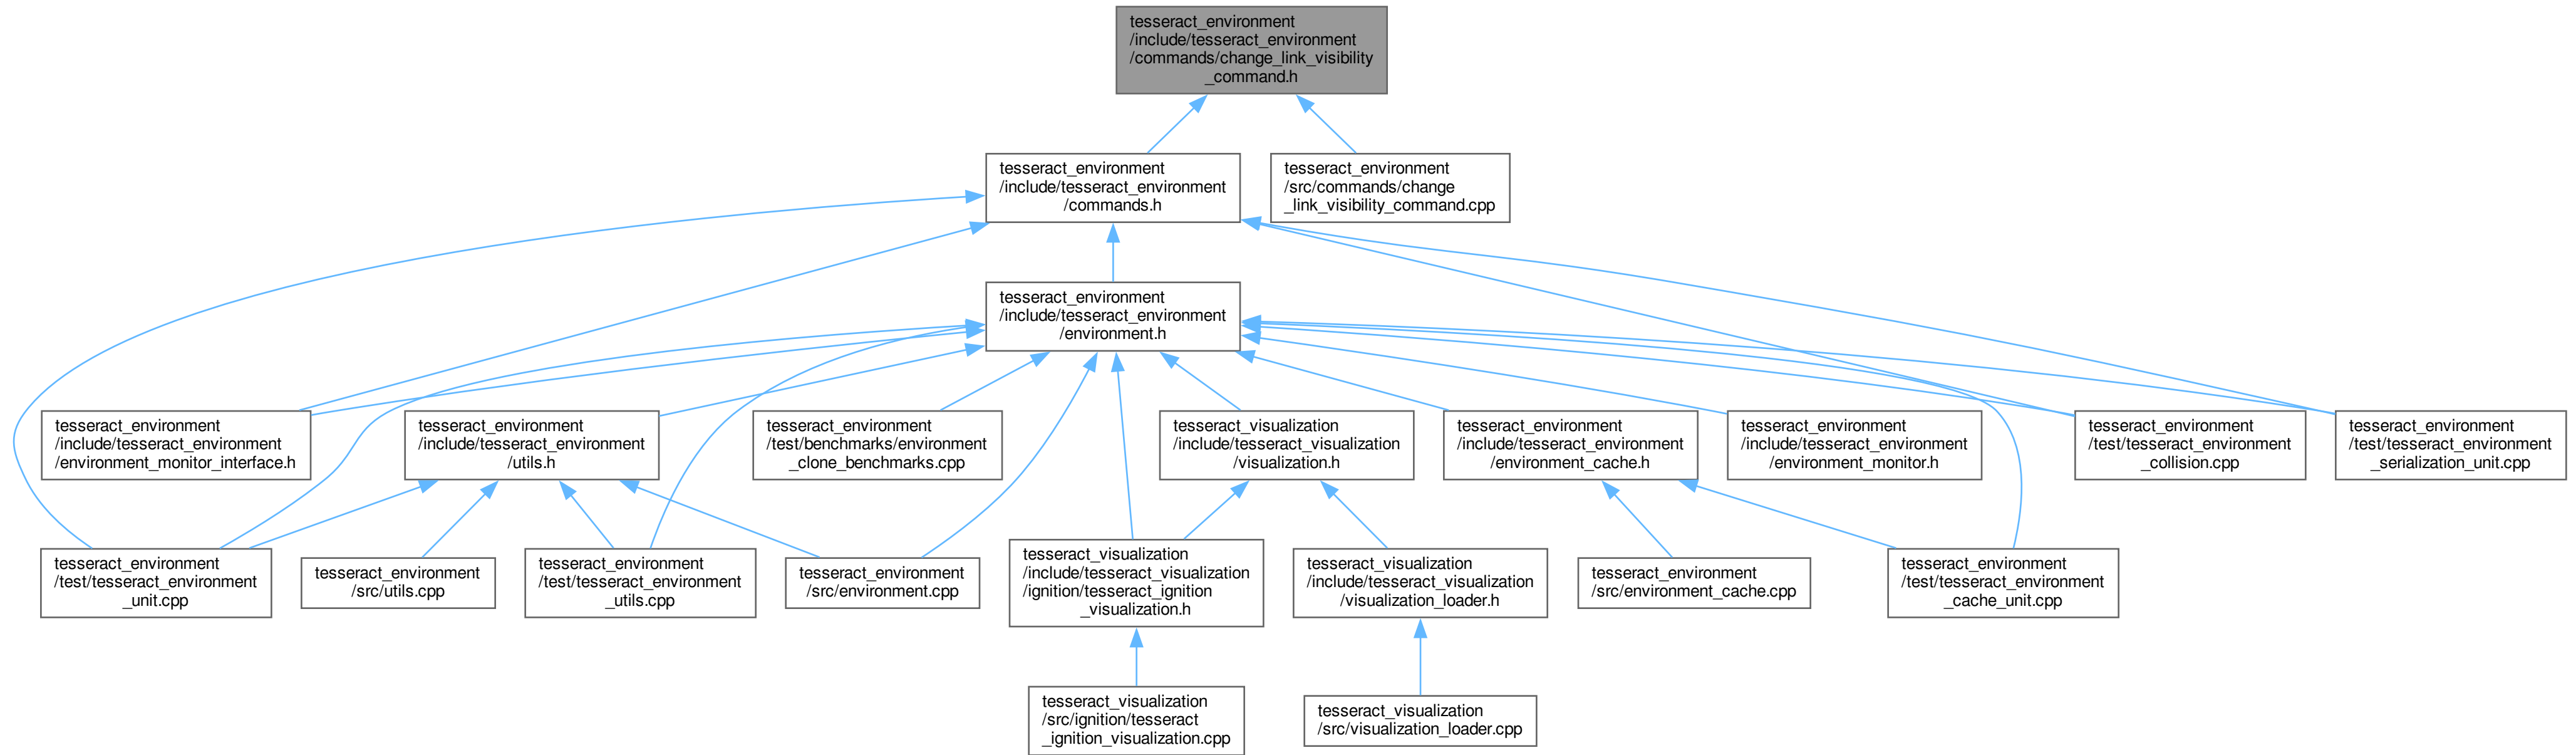 tesseract_environment
/include/tesseract_environment
/commands/change_link_visibility
_command.h
tesseract_environment
/include/tesseract_environment
/commands.h
tesseract_environment
/src/commands/change
_link_visibility_command.cpp
tesseract_environment
/include/tesseract_environment
/environment.h
tesseract_environment
/include/tesseract_environment
/environment_monitor_interface.h
tesseract_environment
/include/tesseract_environment
/utils.h
tesseract_environment
/test/benchmarks/environment
_clone_benchmarks.cpp
tesseract_visualization
/include/tesseract_visualization
/visualization.h
tesseract_environment
/include/tesseract_environment
/environment_cache.h
tesseract_environment
/include/tesseract_environment
/environment_monitor.h
tesseract_environment
/test/tesseract_environment
_collision.cpp
tesseract_environment
/test/tesseract_environment
_serialization_unit.cpp
tesseract_environment
/test/tesseract_environment
_unit.cpp
tesseract_environment
/src/utils.cpp
tesseract_environment
/test/tesseract_environment
_utils.cpp
tesseract_environment
/src/environment.cpp
tesseract_visualization
/include/tesseract_visualization
/ignition/tesseract_ignition
_visualization.h
tesseract_visualization
/include/tesseract_visualization
/visualization_loader.h
tesseract_environment
/src/environment_cache.cpp
tesseract_environment
/test/tesseract_environment
_cache_unit.cpp
tesseract_visualization
/src/ignition/tesseract
_ignition_visualization.cpp
tesseract_visualization
/src/visualization_loader.cpp